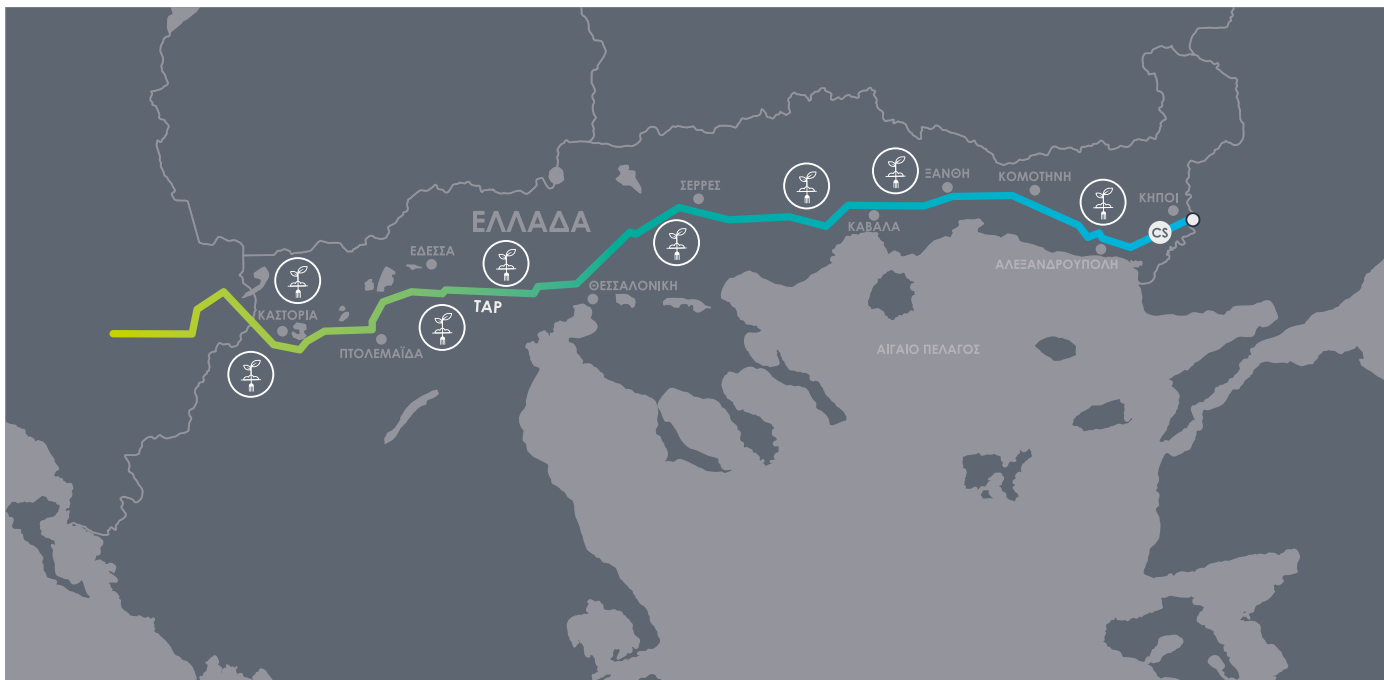 ΞΑΝΘΗ
ΚΟΜΟΤΗΝΗ
ΣΕΡΡΕΣ
ΚΗΠΟΙ
ΕΛΛΑΔΑ
ΚΑΒΑΛΑ
CS
ΕΔΕΣΣΑ
ΑΛΕΞΑΝΔΡΟΥΠΟΛΗ
ΘΕΣΣΑΛΟΝΙΚΗ
TAP
ΚΑΣΤΟΡΙΑ
ΠΤΟΛΕΜΑΪΔΑ
ΑΙΓΑΙΟ ΠΕΛΑΓΟΣ